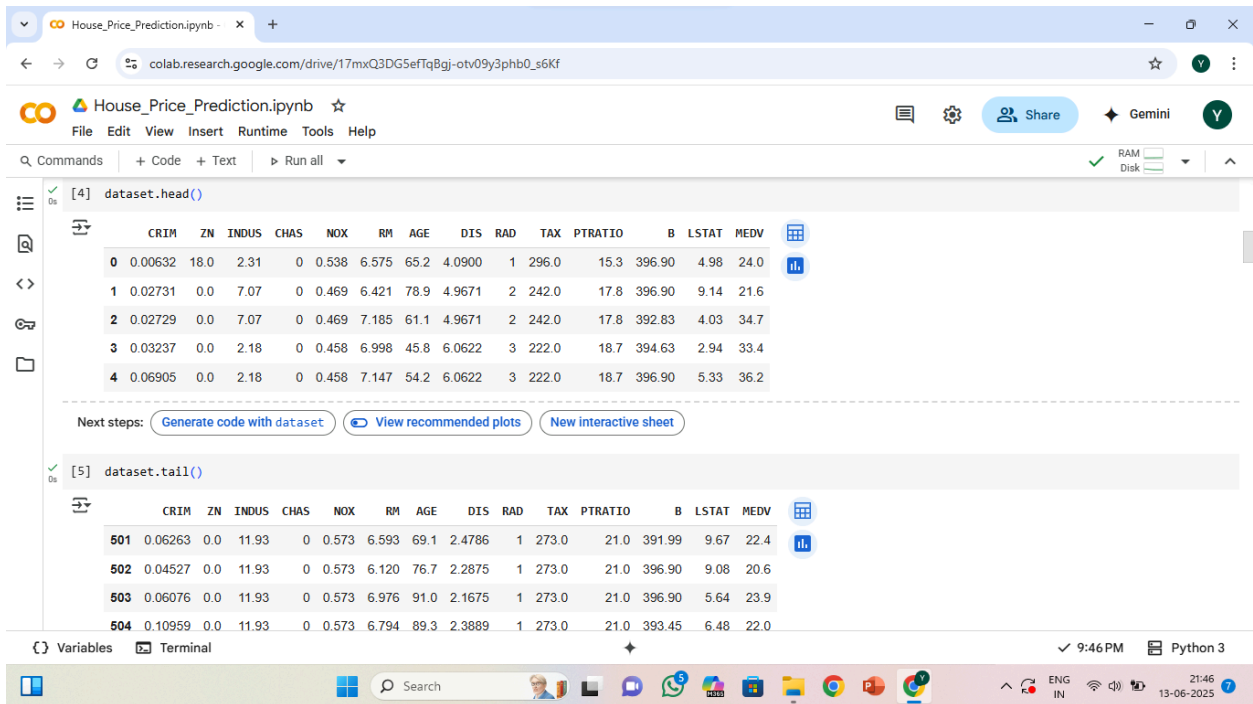 House_Price_Prediction.ipynb -
colab.research.google.com/drive/17mxQ3DG5efTqBgj-otv09y3phb0_s6Kf
Y
CO
House_Price_Prediction.ipynb
Share
Gemini
Y
File Edit View Insert Runtime Tools Help
Commands + Code + Text Run all
RAM
Disk
0s
[4] dataset.head()
CRIM ZN INDUS CHAS NOX RM AGE DIS RAD TAX PTRATIO B LSTAT MEDV
0 0.00632 18.0 2.31 0 0.538 6.575 65.2 4.0900 1 296.0 15.3 396.90 4.98 24.0
1 0.02731 0.0 7.07 0 0.469 6.421 78.9 4.9671 2 242.0 17.8 396.90 9.14 21.6
2 0.02729 0.0 7.07 0 0.469 7.185 61.1 4.9671 2 242.0 17.8 392.83 4.03 34.7
3 0.03237 0.0 2.18 0 0.458 6.998 45.8 6.0622 3 222.0 18.7 394.63 2.94 33.4
4 0.06905 0.0 2.18 0 0.458 7.147 54.2 6.0622 3 222.0 18.7 396.90 5.33 36.2
Next steps: Generate code with dataset View recommended plots New interactive sheet
0s
[5] dataset.tail()
CRIM ZN INDUS CHAS NOX RM AGE DIS RAD TAX PTRATIO B LSTAT MEDV
501 0.06263 0.0 11.93 0 0.573 6.593 69.1 2.4786 1 273.0 21.0 391.99 9.67 22.4
502 0.04527 0.0 11.93 0 0.573 6.120 76.7 2.2875 1 273.0 21.0 396.90 9.08 20.6
503 0.06076 0.0 11.93 0 0.573 6.976 91.0 2.1675 1 273.0 21.0 396.90 5.64 23.9
504 0.10959 0.0 11.93 0 0.573 6.794 89.3 2.3889 1 273.0 21.0 393.45 6.48 22.0
{} Variables Terminal
9:46 PM Python 3
Search
5
M365
P
Y
ENG
IN
21:46
13-06-2025
7